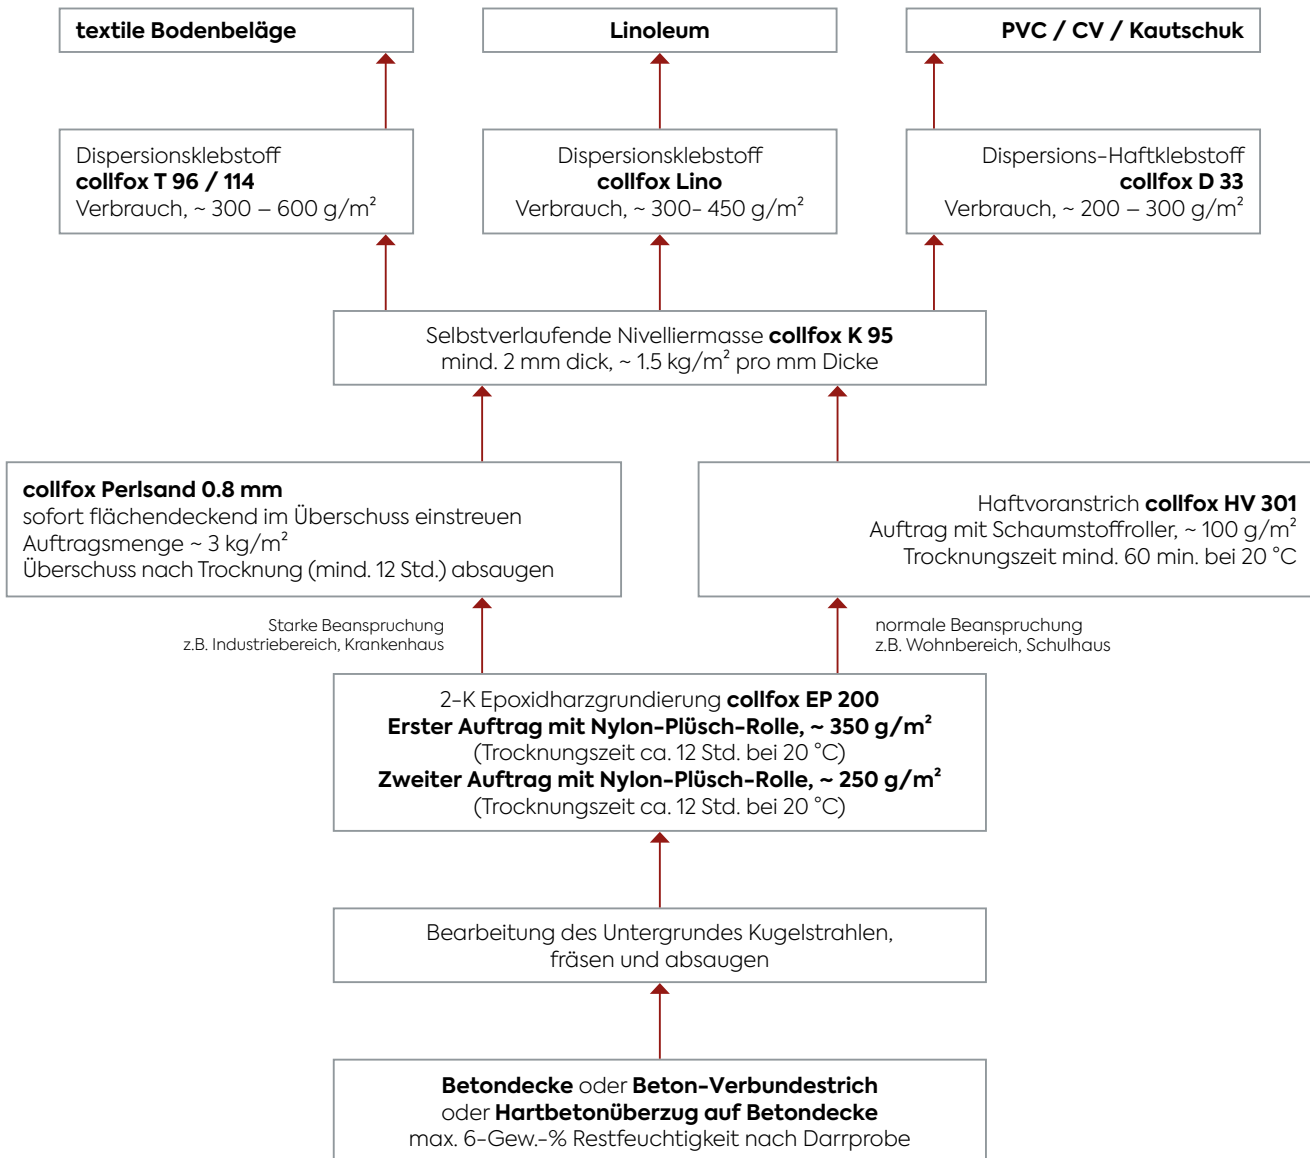 textile Bodenbeläge
Linoleum
PVC / CV / Kautschuk
Dispersionsklebstoff
collfox T 96 / 114
Verbrauch, ~ 300 – 600 g/m²
Dispersionsklebstoff
collfox Lino
Verbrauch, ~ 300- 450 g/m²
Dispersions-Haftklebstoff
collfox D 33
Verbrauch, ~ 200 – 300 g/m²
Selbstverlaufende Nivelliermasse collfox K 95
mind. 2 mm dick, ~ 1.5 kg/m² pro mm Dicke
collfox Perlsand 0.8 mm
sofort flächendeckend im Überschuss einstreuen
Auftragsmenge ~ 3 kg/m²
Überschuss nach Trocknung (mind. 12 Std.) absaugen
Haftvoranstrich collfox HV 301
Auftrag mit Schaumstoffroller, ~ 100 g/m²
Trocknungszeit mind. 60 min. bei 20 °C
Starke Beanspruchung
z.B. Industriebereich, Krankenhaus
normale Beanspruchung
z.B. Wohnbereich, Schulhaus
2-K Epoxidharzgrundierung collfox EP 200
Erster Auftrag mit Nylon-Plüsch-Rolle, ~ 350 g/m²
(Trocknungszeit ca. 12 Std. bei 20 °C)
Zweiter Auftrag mit Nylon-Plüsch-Rolle, ~ 250 g/m²
(Trocknungszeit ca. 12 Std. bei 20 °C)
Bearbeitung des Untergrundes Kugelstrahlen,
fräsen und absaugen
Betondecke oder Beton-Verbundestrich
oder Hartbetonüberzug auf Betondecke
max. 6-Gew.-% Restfeuchtigkeit nach Darrprobe